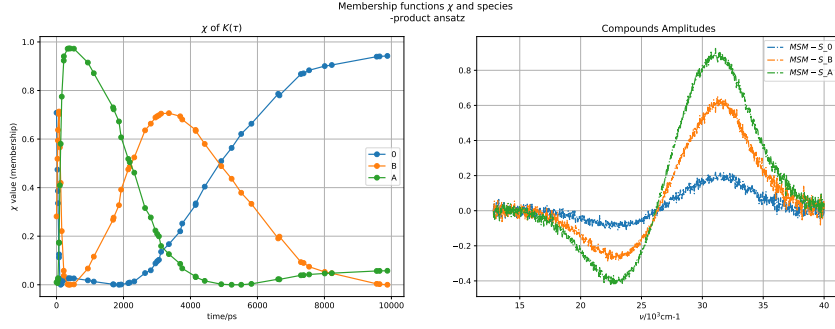 Membership functions χ and species
-product ansatz
χ of K(τ)
Compounds Amplitudes
χ value (membership)
1.0
0.8
0.6
0.4
0.2
0.0
0
B
A
0 2000 4000 6000 8000 10000
time/ps
0.8
0.6
0.4
0.2
0.0
−0.2
−0.4
MSM − S_0
MSM − S_B
MSM − S_A
15 20 25 30 35 40
ν/10³cm-1